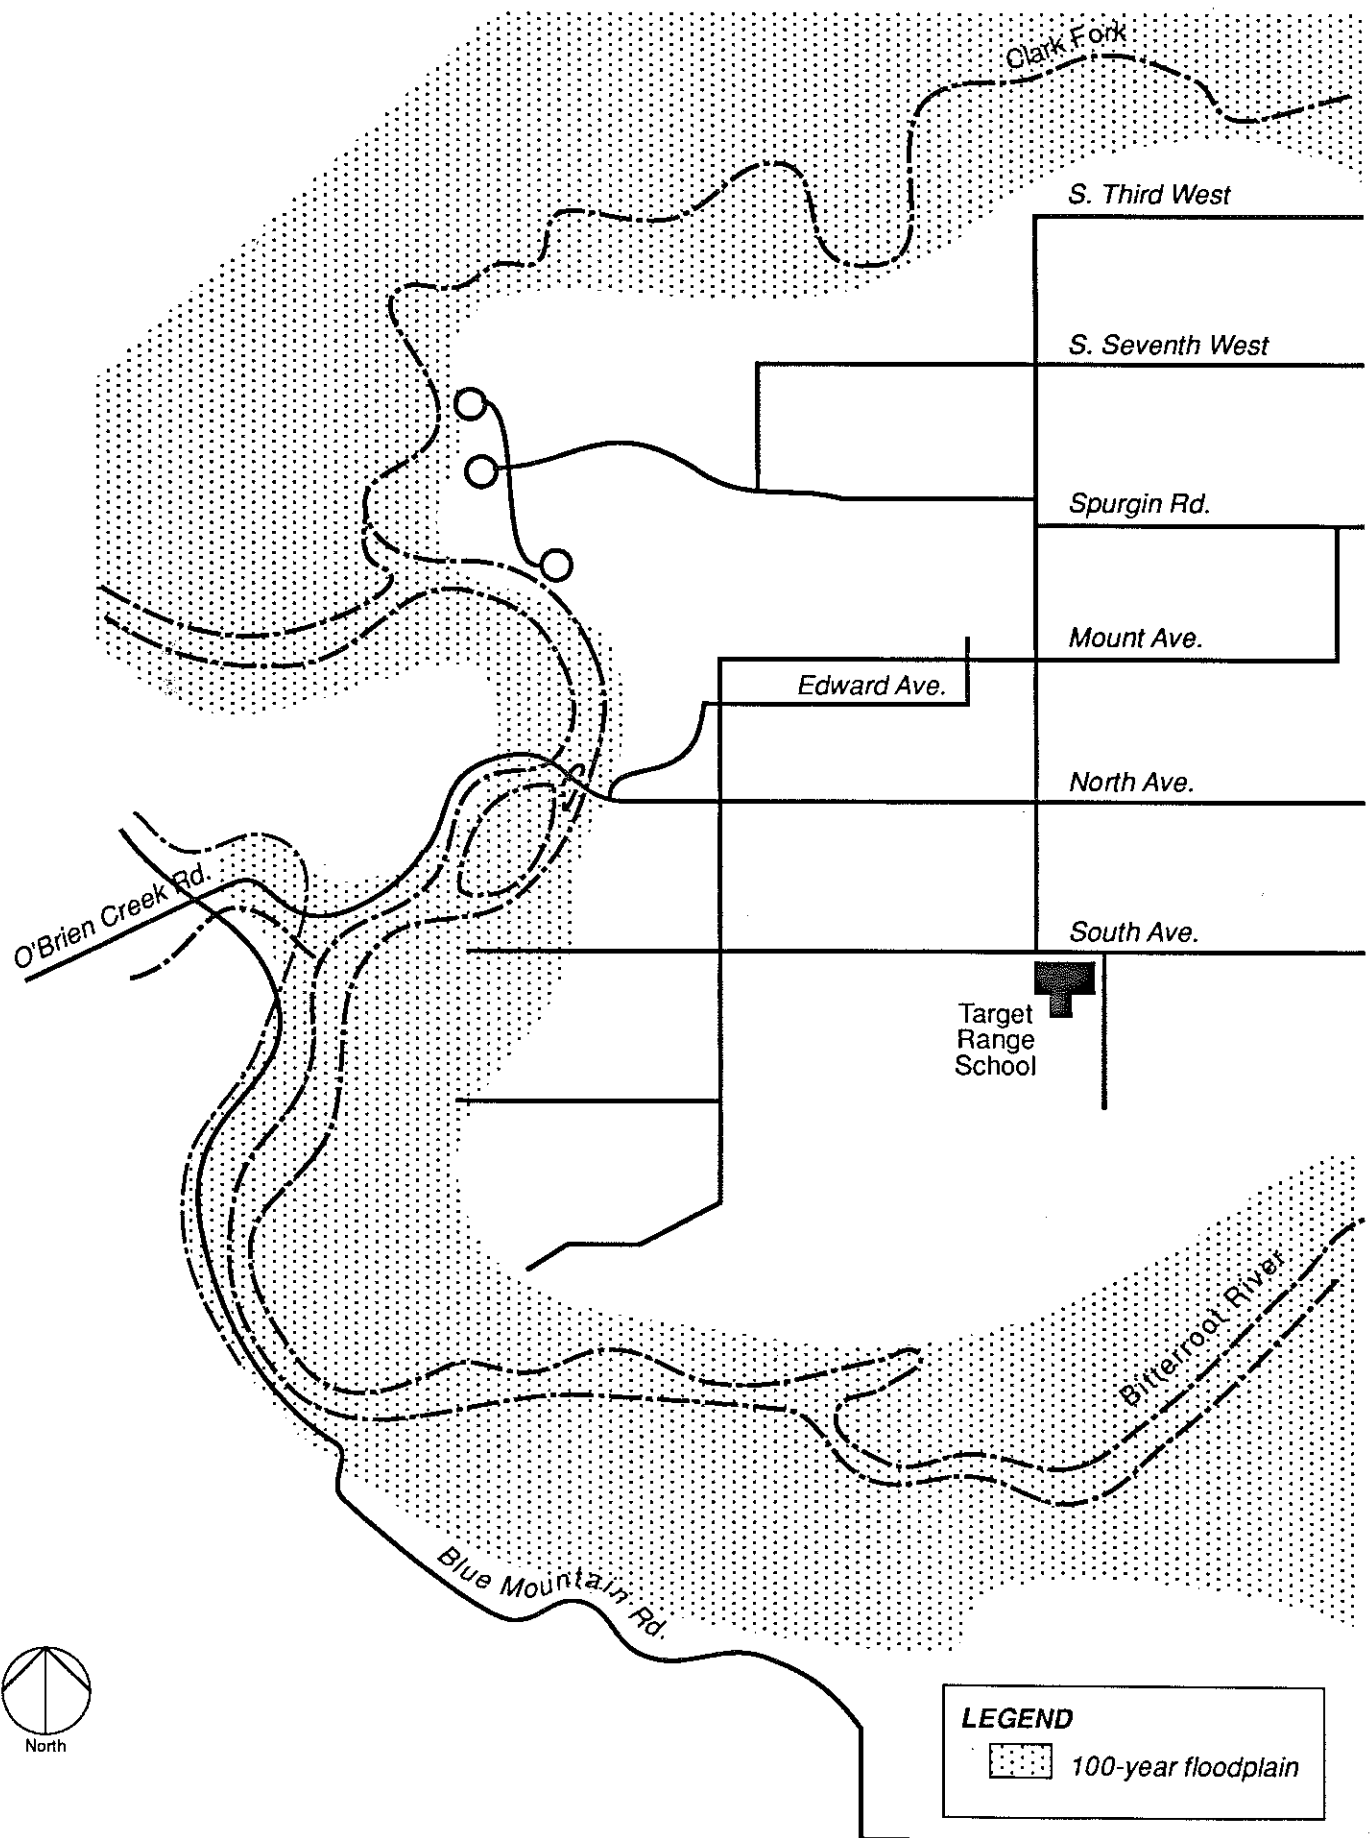 Clark Fork
S. Third West
S. Seventh West
Spurgin Rd.
Mount Ave.
Edward Ave.
North Ave.
O'Brien Creek Rd.
South Ave.
Target
Range
School
Bitterroot River
Blue Mountain Rd.
North
LEGEND
100-year floodplain